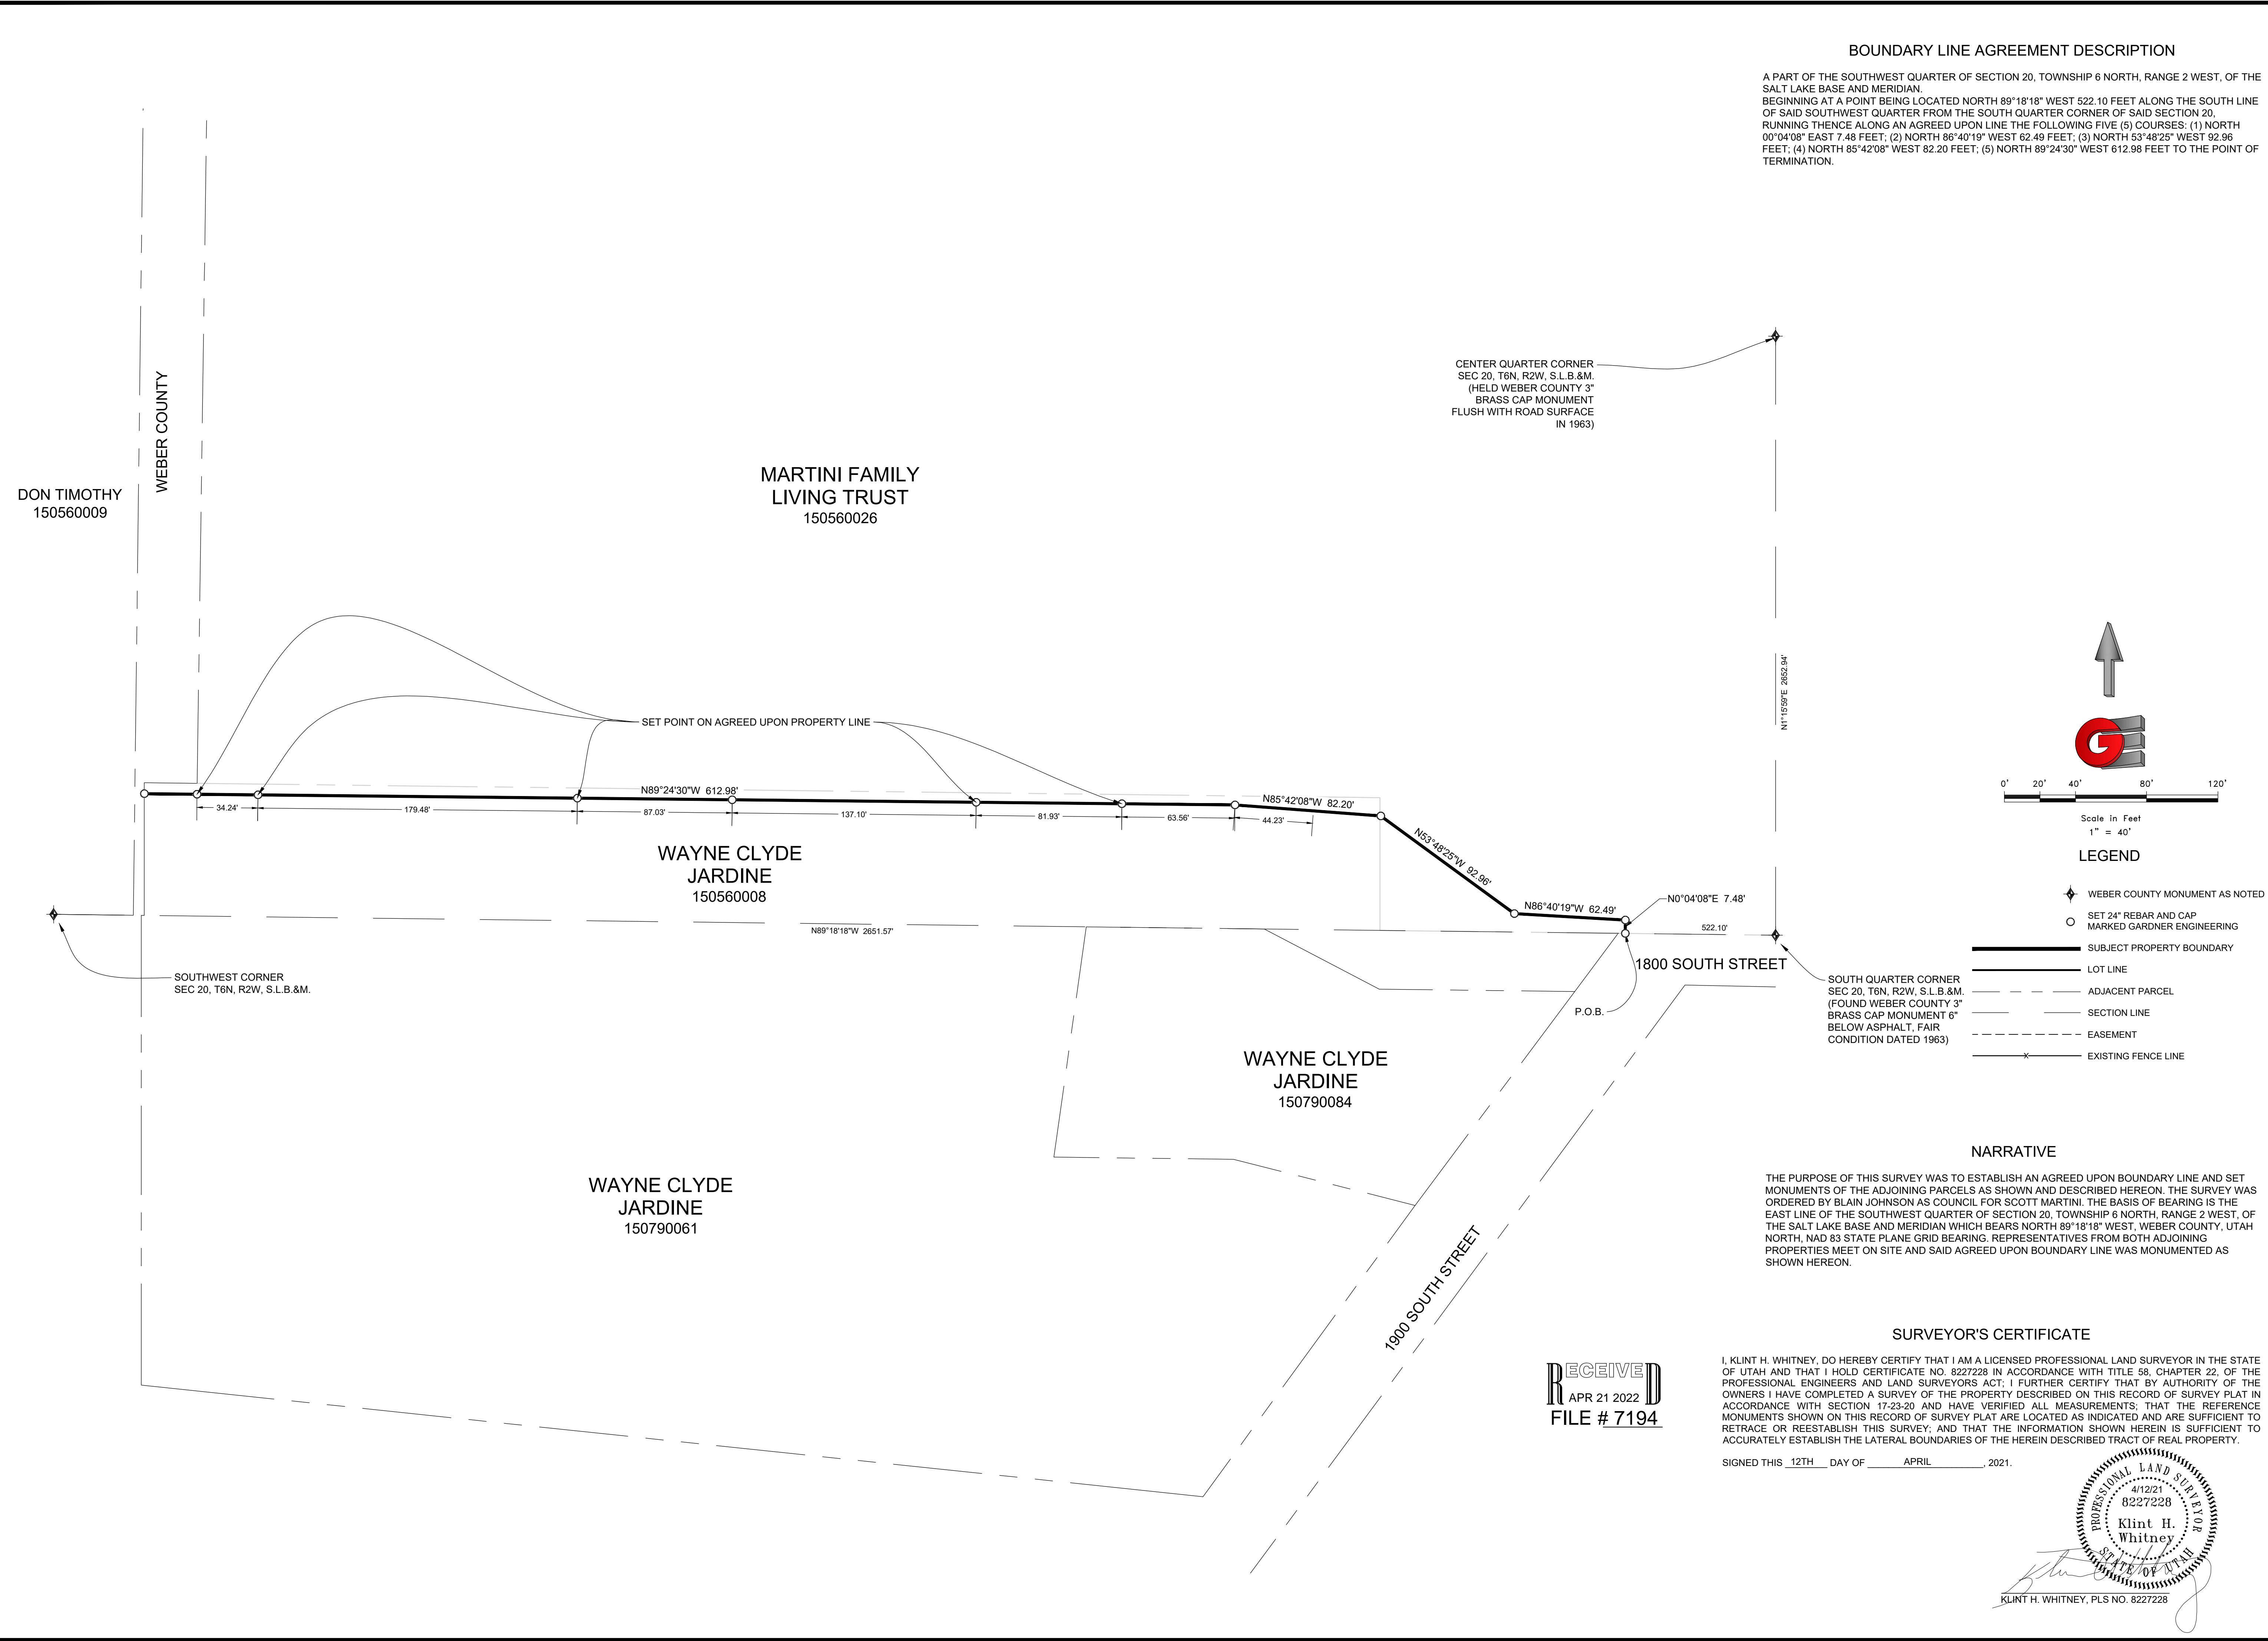 BOUNDARY LINE AGREEMENT DESCRIPTION
A PART OF THE SOUTHWEST QUARTER OF SECTION 20, TOWNSHIP 6 NORTH, RANGE 2 WEST, OF THE
SALT LAKE BASE AND MERIDIAN.
BEGINNING AT A POINT BEING LOCATED NORTH 89°18'18" WEST 522.10 FEET ALONG THE SOUTH LINE
OF SAID SOUTHWEST QUARTER FROM THE SOUTH QUARTER CORNER OF SAID SECTION 20,
RUNNING THENCE ALONG AN AGREED UPON LINE THE FOLLOWING FIVE (5) COURSES: (1) NORTH
00°04'08" EAST 7.48 FEET; (2) NORTH 86°40'19" WEST 62.49 FEET; (3) NORTH 53°48'25" WEST 92.96
FEET; (4) NORTH 85°42'08" WEST 82.20 FEET; (5) NORTH 89°24'30" WEST 612.98 FEET TO THE POINT OF
TERMINATION.
CENTER QUARTER CORNER
SEC 20, T6N, R2W, S.L.B.&M.
(HELD WEBER COUNTY 3"
BRASS CAP MONUMENT
FLUSH WITH ROAD SURFACE
IN 1963)
WEBER COUNTY
DON TIMOTHY
150560009
MARTINI FAMILY
LIVING TRUST
150560026
N1°15'59"E 2652.94'
SET POINT ON AGREED UPON PROPERTY LINE
N89°24'30"W 612.98'
34.24'
179.48'
87.03'
137.10'
81.93'
63.56'
44.23'
N85°42'08"W 82.20'
N53°48'25"W 92.96'
N86°40'19"W 62.49'
N0°04'08"E 7.48'
522.10'
WAYNE CLYDE
JARDINE
150560008
N89°18'18"W 2651.57'
SOUTHWEST CORNER
SEC 20, T6N, R2W, S.L.B.&M.
1800 SOUTH STREET
P.O.B.
SOUTH QUARTER CORNER
SEC 20, T6N, R2W, S.L.B.&M.
(FOUND WEBER COUNTY 3"
BRASS CAP MONUMENT 6"
BELOW ASPHALT, FAIR
CONDITION DATED 1963)
WAYNE CLYDE
JARDINE
150790084
WAYNE CLYDE
JARDINE
150790061
1900 SOUTH STREET
GE
0' 20' 40' 80' 120'
Scale in Feet
1" = 40'
LEGEND
WEBER COUNTY MONUMENT AS NOTED
SET 24" REBAR AND CAP
MARKED GARDNER ENGINEERING
SUBJECT PROPERTY BOUNDARY
LOT LINE
ADJACENT PARCEL
SECTION LINE
EASEMENT
X
EXISTING FENCE LINE
NARRATIVE
THE PURPOSE OF THIS SURVEY WAS TO ESTABLISH AN AGREED UPON BOUNDARY LINE AND SET
MONUMENTS OF THE ADJOINING PARCELS AS SHOWN AND DESCRIBED HEREON. THE SURVEY WAS
ORDERED BY BLAIN JOHNSON AS COUNCIL FOR SCOTT MARTINI. THE BASIS OF BEARING IS THE
EAST LINE OF THE SOUTHWEST QUARTER OF SECTION 20, TOWNSHIP 6 NORTH, RANGE 2 WEST, OF
THE SALT LAKE BASE AND MERIDIAN WHICH BEARS NORTH 89°18'18" WEST, WEBER COUNTY, UTAH
NORTH, NAD 83 STATE PLANE GRID BEARING. REPRESENTATIVES FROM BOTH ADJOINING
PROPERTIES MEET ON SITE AND SAID AGREED UPON BOUNDARY LINE WAS MONUMENTED AS
SHOWN HEREON.
SURVEYOR'S CERTIFICATE
I, KLINT H. WHITNEY, DO HEREBY CERTIFY THAT I AM A LICENSED PROFESSIONAL LAND SURVEYOR IN THE STATE
OF UTAH AND THAT I HOLD CERTIFICATE NO. 8227228 IN ACCORDANCE WITH TITLE 58, CHAPTER 22, OF THE
PROFESSIONAL ENGINEERS AND LAND SURVEYORS ACT; I FURTHER CERTIFY THAT BY AUTHORITY OF THE
OWNERS I HAVE COMPLETED A SURVEY OF THE PROPERTY DESCRIBED ON THIS RECORD OF SURVEY PLAT IN
ACCORDANCE WITH SECTION 17-23-20 AND HAVE VERIFIED ALL MEASUREMENTS; THAT THE REFERENCE
MONUMENTS SHOWN ON THIS RECORD OF SURVEY PLAT ARE LOCATED AS INDICATED AND ARE SUFFICIENT TO
RETRACE OR REESTABLISH THIS SURVEY; AND THAT THE INFORMATION SHOWN HEREIN IS SUFFICIENT TO
ACCURATELY ESTABLISH THE LATERAL BOUNDARIES OF THE HEREIN DESCRIBED TRACT OF REAL PROPERTY.
SIGNED THIS 12TH DAY OF APRIL, 2021.
RECEIVED
APR 21 2022
FILE # 7194
PROFESSIONAL LAND SURVEYOR
4/12/21
8227228
Klint H.
Whitney
STATE OF UTAH
KLINT H. WHITNEY, PLS NO. 8227228